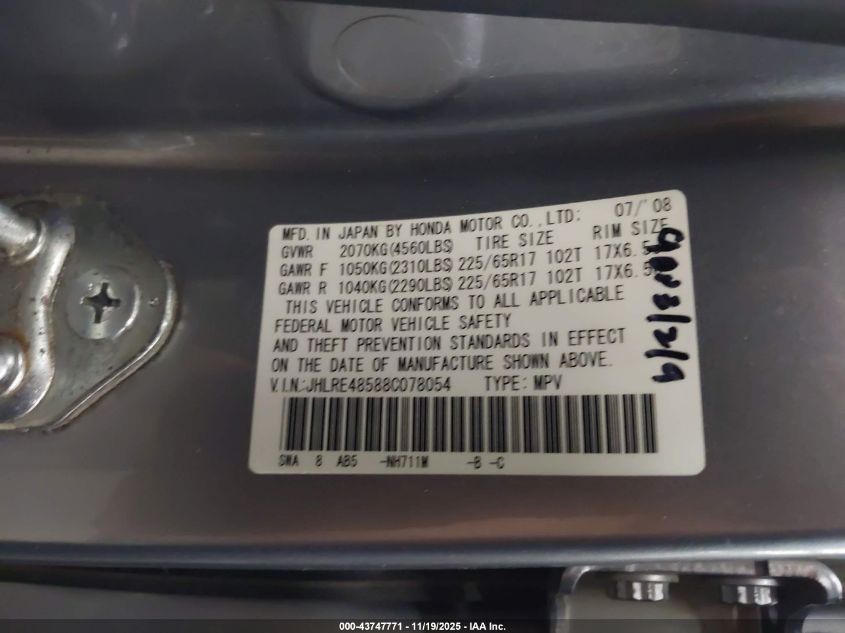 MFD. IN JAPAN BY HONDA MOTOR CO., LTD: 07/'08
GVWR 2070KG(4560LBS) TIRE SIZE RIM SIZE
GAWR F 1050KG(2310LBS) 225/65R17 102T 17X6.5
GAWR R 1040KG(2290LBS) 225/65R17 102T 17X6.5
THIS VEHICLE CONFORMS TO ALL APPLICABLE
FEDERAL MOTOR VEHICLE SAFETY
AND THEFT PREVENTION STANDARDS IN EFFECT
ON THE DATE OF MANUFACTURE SHOWN ABOVE.
V.I.N.:JHLRE48588C078054 TYPE: MPV
SWA 8 AB5 -NH711M -B -C
000-43747771 - 11/19/2025 - IAA Inc.